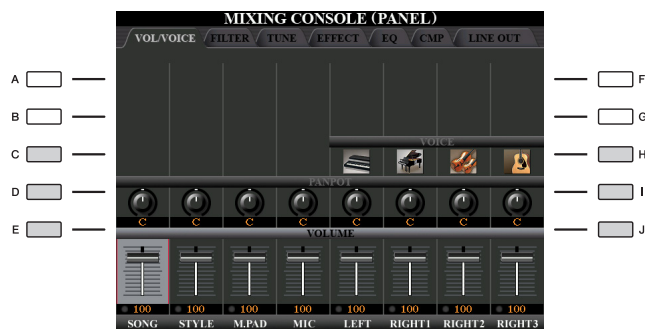 MIXING CONSOLE (PANEL)
VOL/VOICE FILTER TUNE EFFECT EQ CMP LINE OUT
A F
B G
VOICE
C H
PANPOT
D I
C C C C C C C C
E J
VOLUME
100 100 100 100 100 100 100 100
SONG STYLE M.PAD MIC LEFT RIGHT1 RIGHT2 RIGHT3